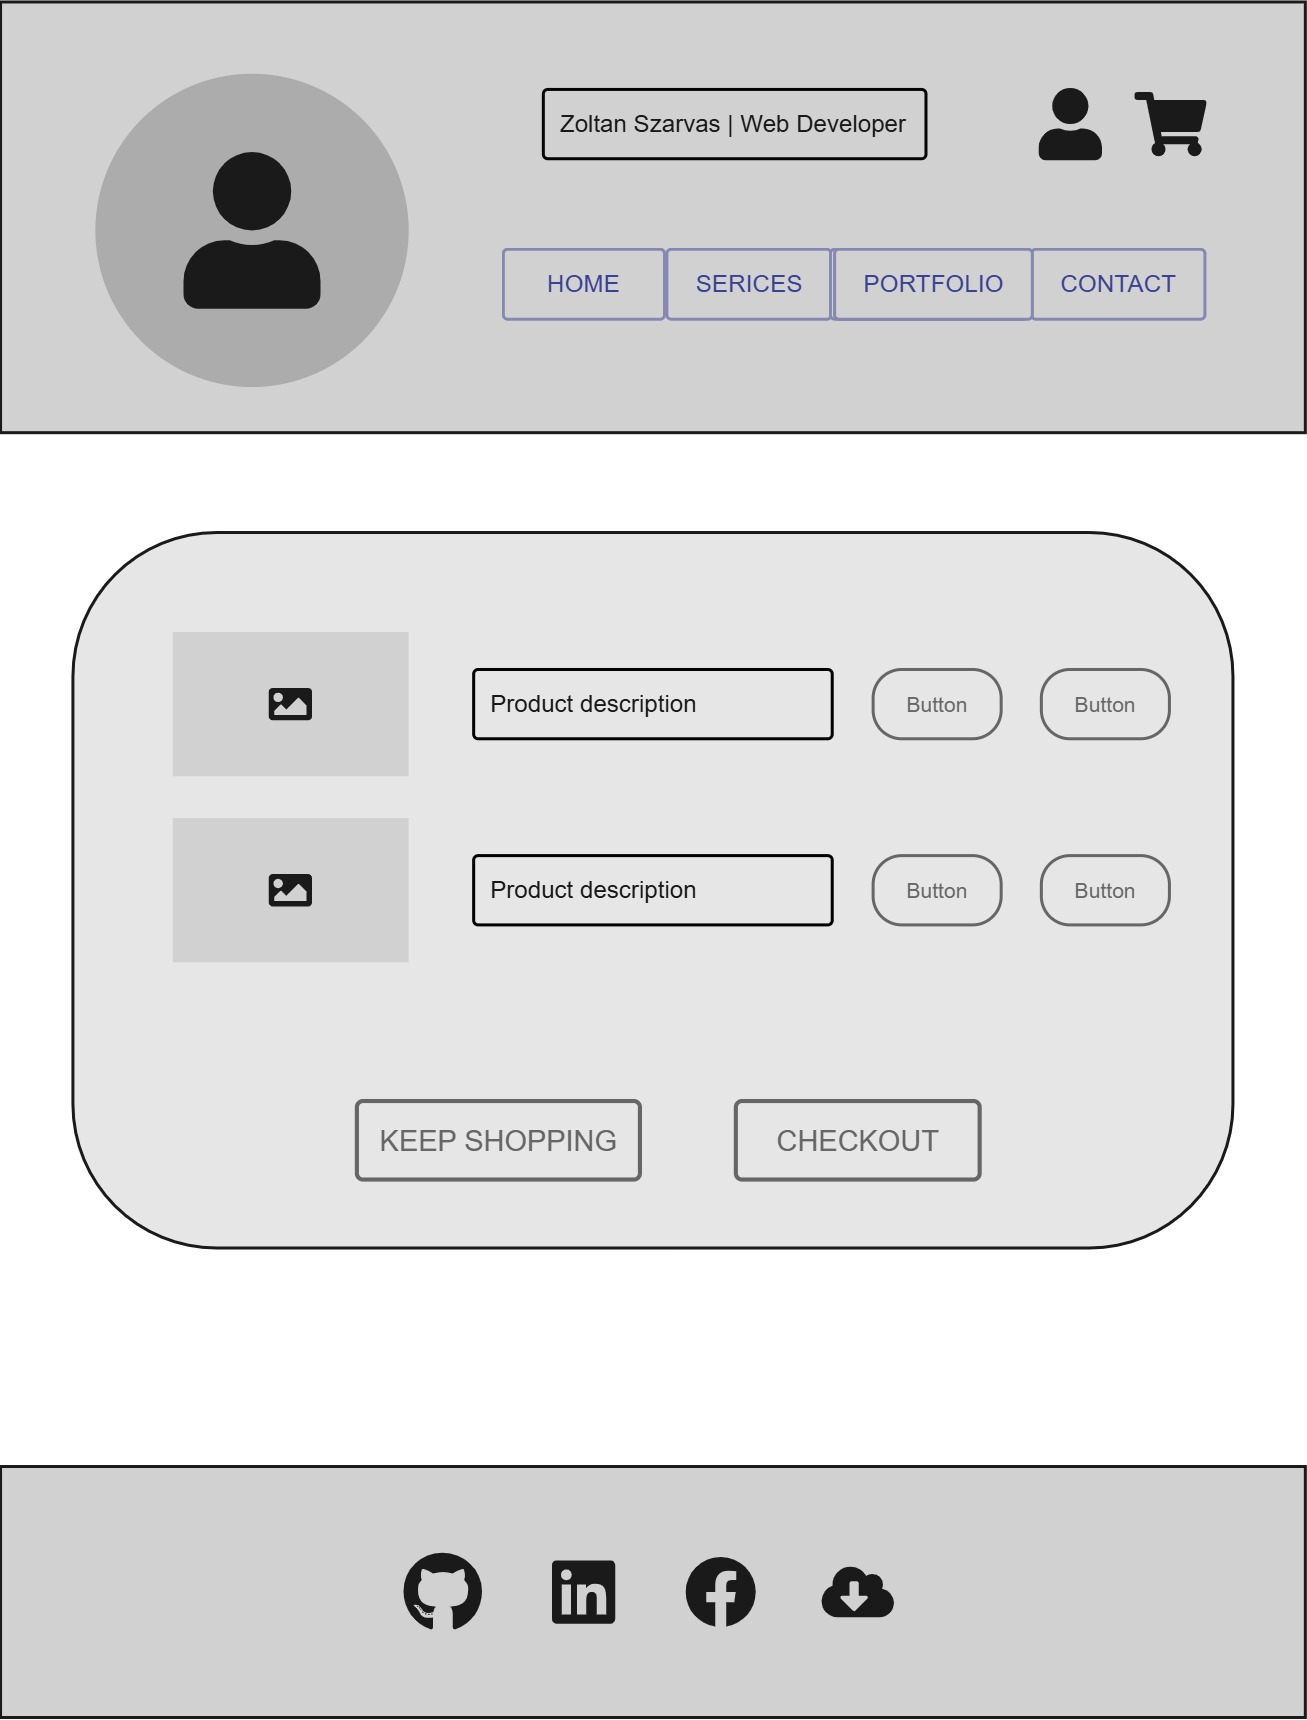 Zoltan Szarvas | Web Developer
HOME SERICES PORTFOLIO CONTACT
Product description Button Button
Product description Button Button
KEEP SHOPPING CHECKOUT